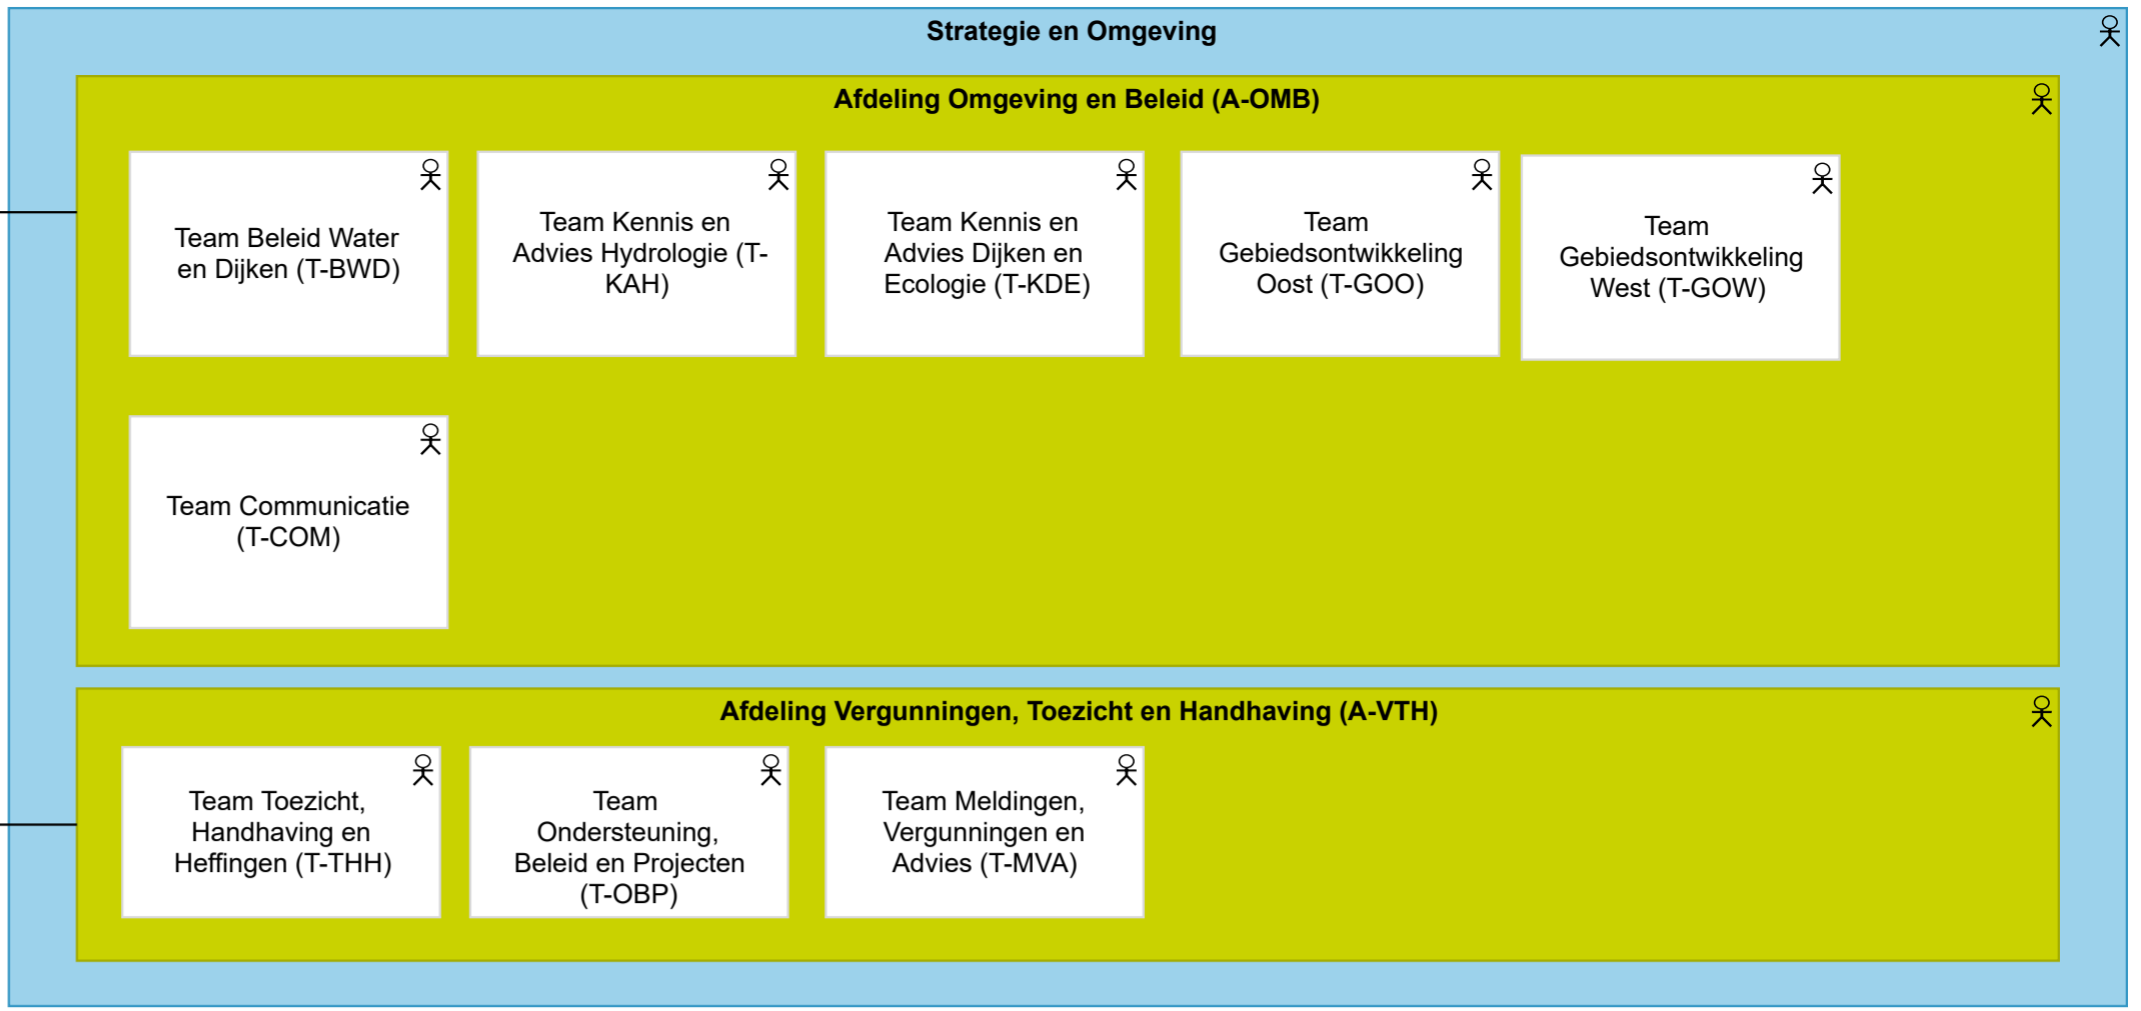 Strategie en Omgeving
Afdeling Omgeving en Beleid (A-OMB)
Team Beleid Water
en Dijken (T-BWD)
Team Kennis en
Advies Hydrologie (T-
KAH)
Team Kennis en
Advies Dijken en
Ecologie (T-KDE)
Team
Gebiedsontwikkeling
Oost (T-GOO)
Team
Gebiedsontwikkeling
West (T-GOW)
Team Communicatie
(T-COM)
Afdeling Vergunningen, Toezicht en Handhaving (A-VTH)
Team Toezicht,
Handhaving en
Heffingen (T-THH)
Team
Ondersteuning,
Beleid en Projecten
(T-OBP)
Team Meldingen,
Vergunningen en
Advies (T-MVA)